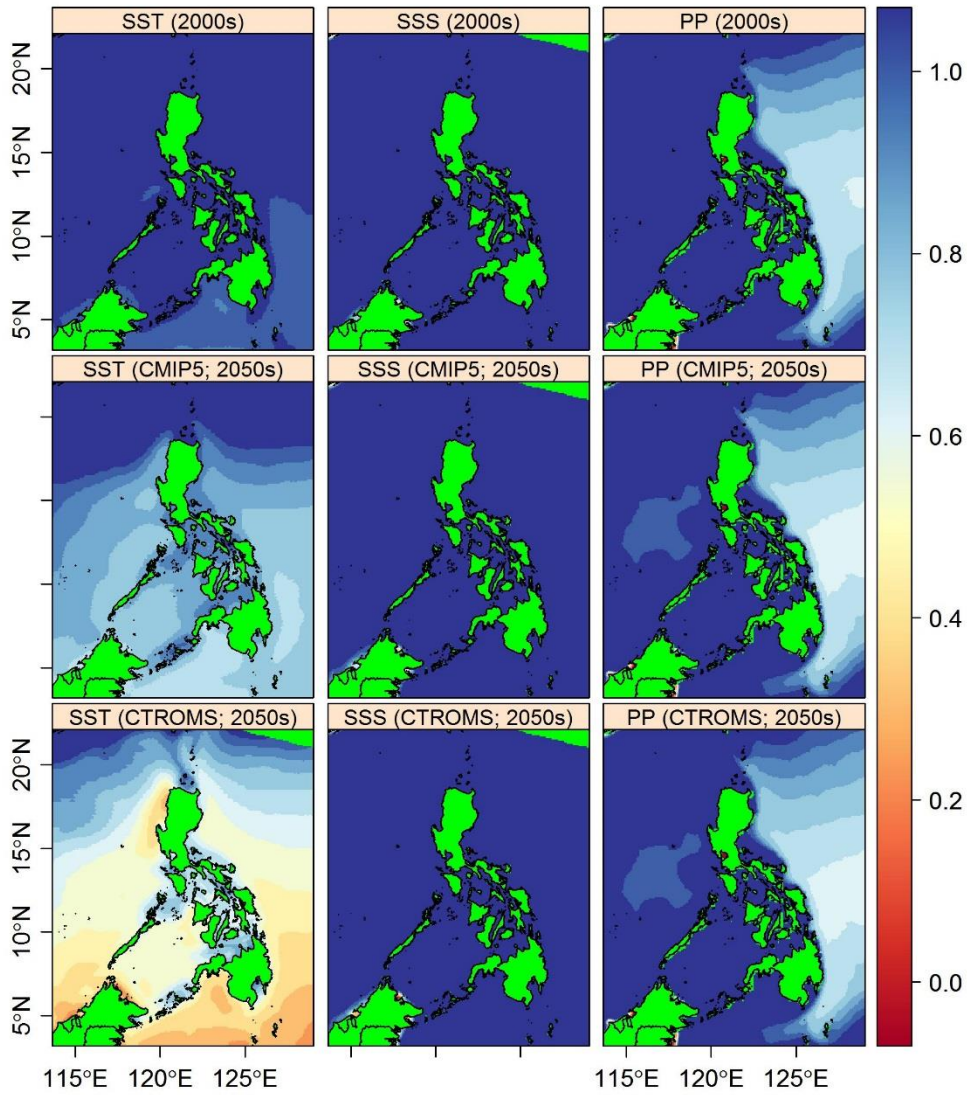 SST (2000s) SSS (2000s) PP (2000s)
20°N
15°N
10°N
5°N
1.0
0.8
0.6
0.4
0.2
0.0
SST (CMIP5; 2050s) SSS (CMIP5; 2050s) PP (CMIP5; 2050s)
SST (CTROMS; 2050s) SSS (CTROMS; 2050s) PP (CTROMS; 2050s)
20°N
15°N
10°N
5°N
115°E 120°E 125°E 115°E 120°E 125°E